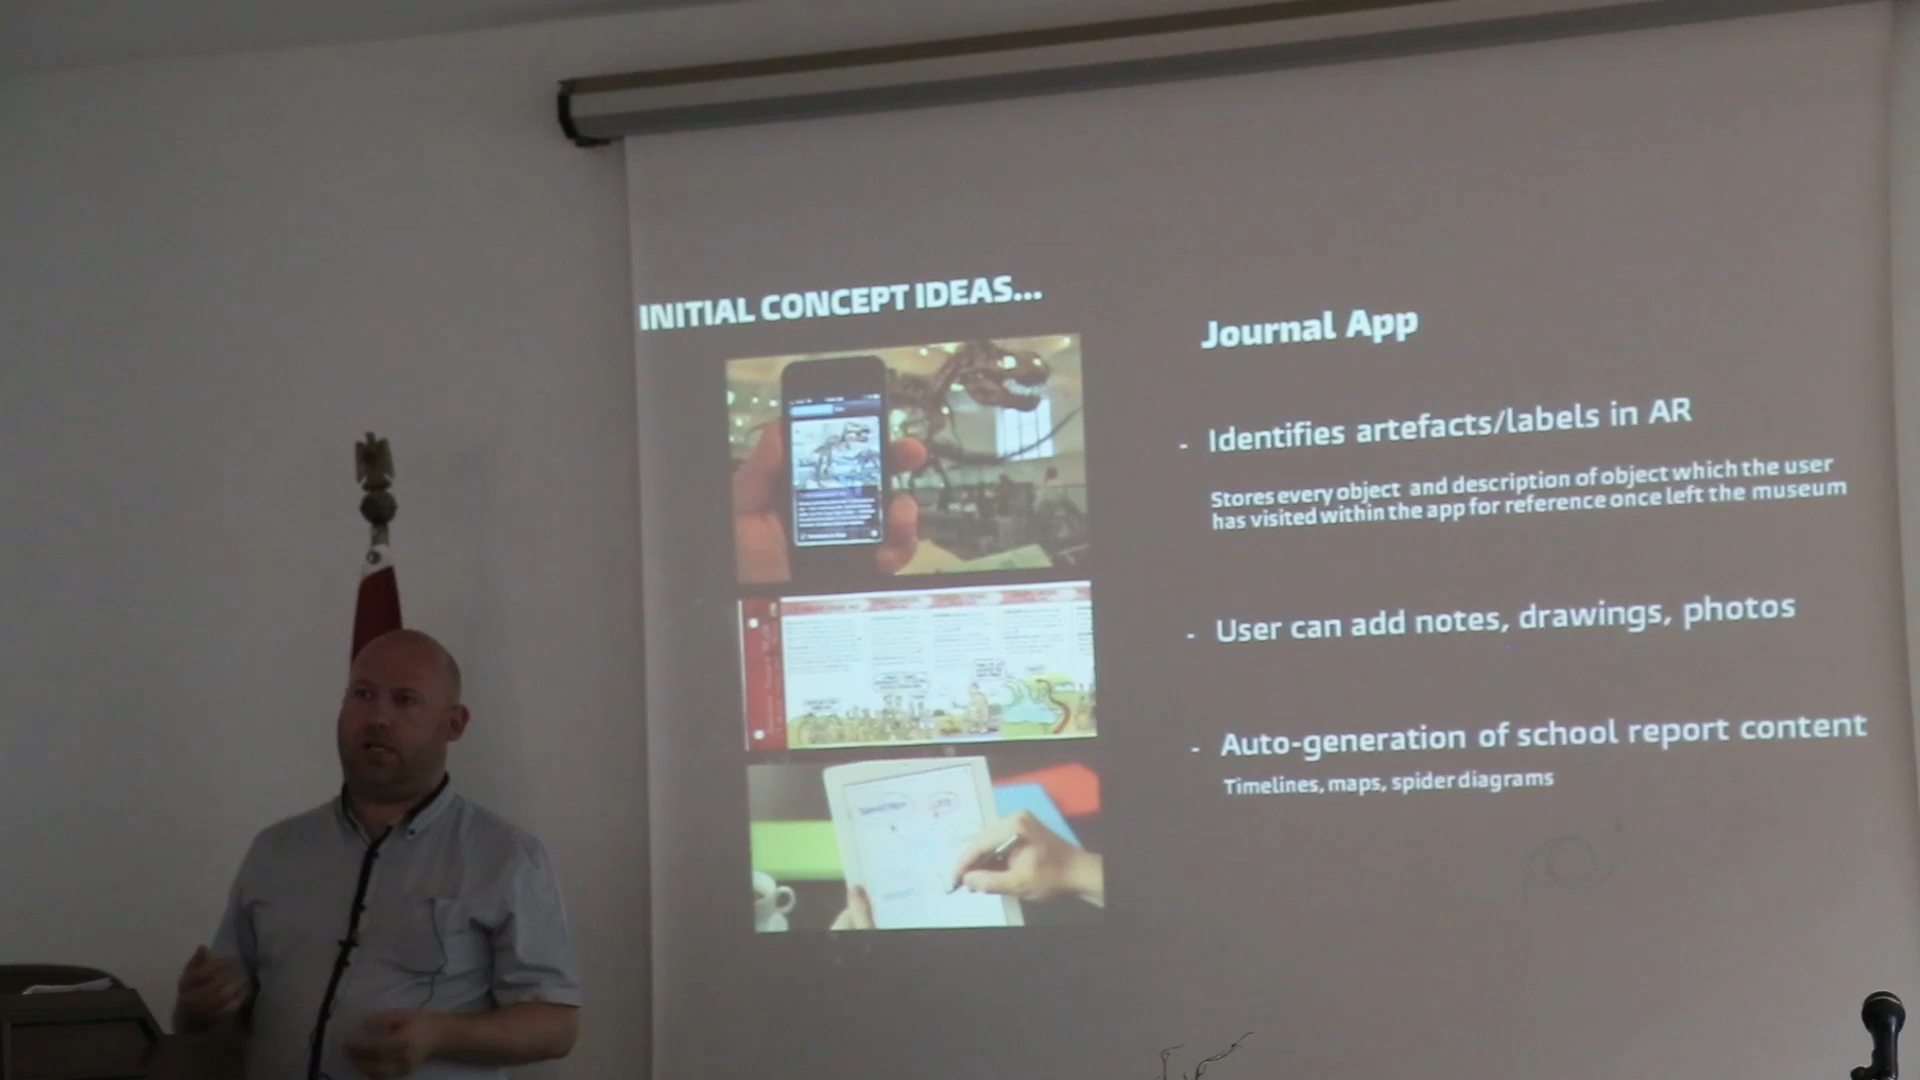 INITIAL CONCEPT IDEAS...
Journal App
- Identifies artefacts/labels in AR
Stores every object and description of object which the user
has visited within the app for reference once left the museum
- User can add notes, drawings, photos
- Auto-generation of school report content
Timelines, maps, spider diagrams